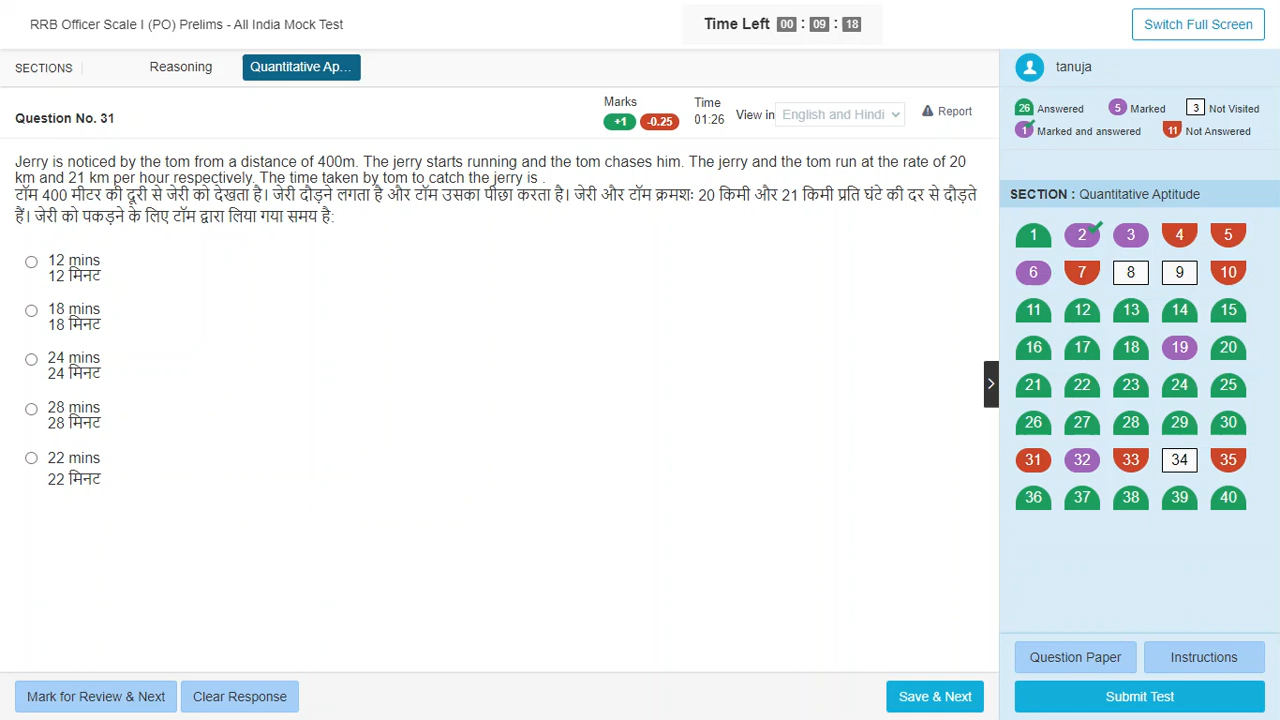 RRB Officer Scale I (PO) Prelims - All India Mock Test
Time Left 00 : 09 : 18
Switch Full Screen
SECTIONS
Reasoning
Quantitative Ap...
tanuja
Question No. 31
Marks
+1 -0.25
Time
01:26
View in English and Hindi
Report
26 Answered
5 Marked
3 Not Visited
1 Marked and answered
11 Not Answered
Jerry is noticed by the tom from a distance of 400m. The jerry starts running and the tom chases him. The jerry and the tom run at the rate of 20
km and 21 km per hour respectively. The time taken by tom to catch the jerry is .
टॉम 400 मीटर की दूरी से जेरी को देखता है। जेरी दौड़ने लगता है और टॉम उसका पीछा करता है। जेरी और टॉम क्रमशः 20 किमी और 21 किमी प्रति घंटे की दर से दौड़ते
हैं। जेरी को पकड़ने के लिए टॉम द्वारा लिया गया समय है:
12 mins
12 मिनट
18 mins
18 मिनट
24 mins
24 मिनट
28 mins
28 मिनट
22 mins
22 मिनट
SECTION : Quantitative Aptitude
1 2 3 4 5
6 7 8 9 10
11 12 13 14 15
16 17 18 19 20
21 22 23 24 25
26 27 28 29 30
31 32 33 34 35
36 37 38 39 40
Mark for Review & Next
Clear Response
Save & Next
Question Paper
Instructions
Submit Test